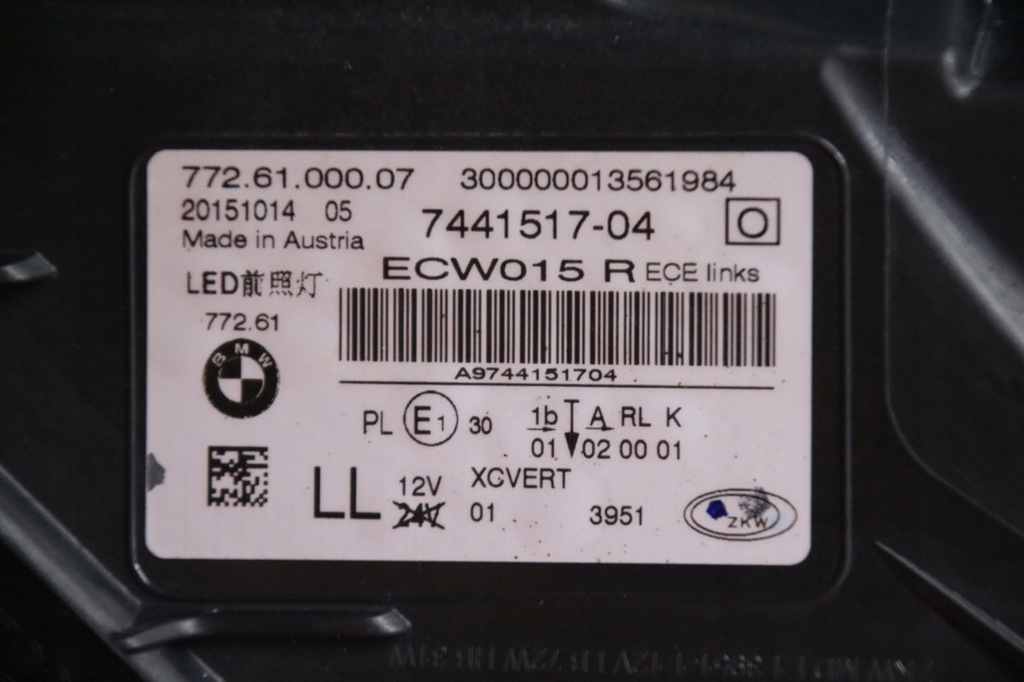 772.61.000.07 300000013561984
20151014 05 7441517-04 O
Made in Austria
ECW015 R ECE links
LED前照灯
772.61
BMW
A9744151704
PL E1 30 1b A RL K
01 02 00 01
LL 12V XCVERT
24V 01 3951 ZKW